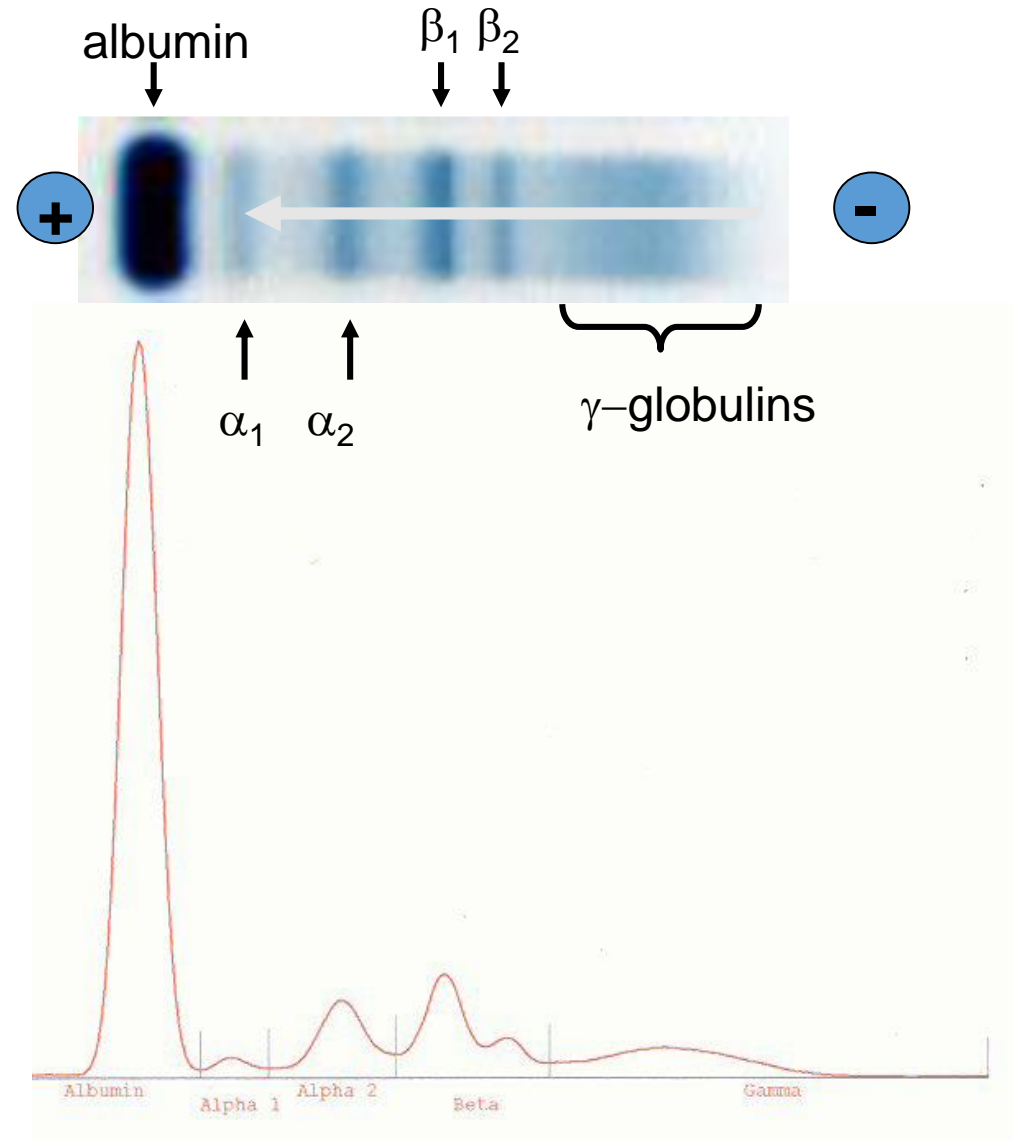 albumin
β1 β2
+
-
α1 α2
γ–globulins
Albumin
Alpha 1
Alpha 2
Beta
Gamma